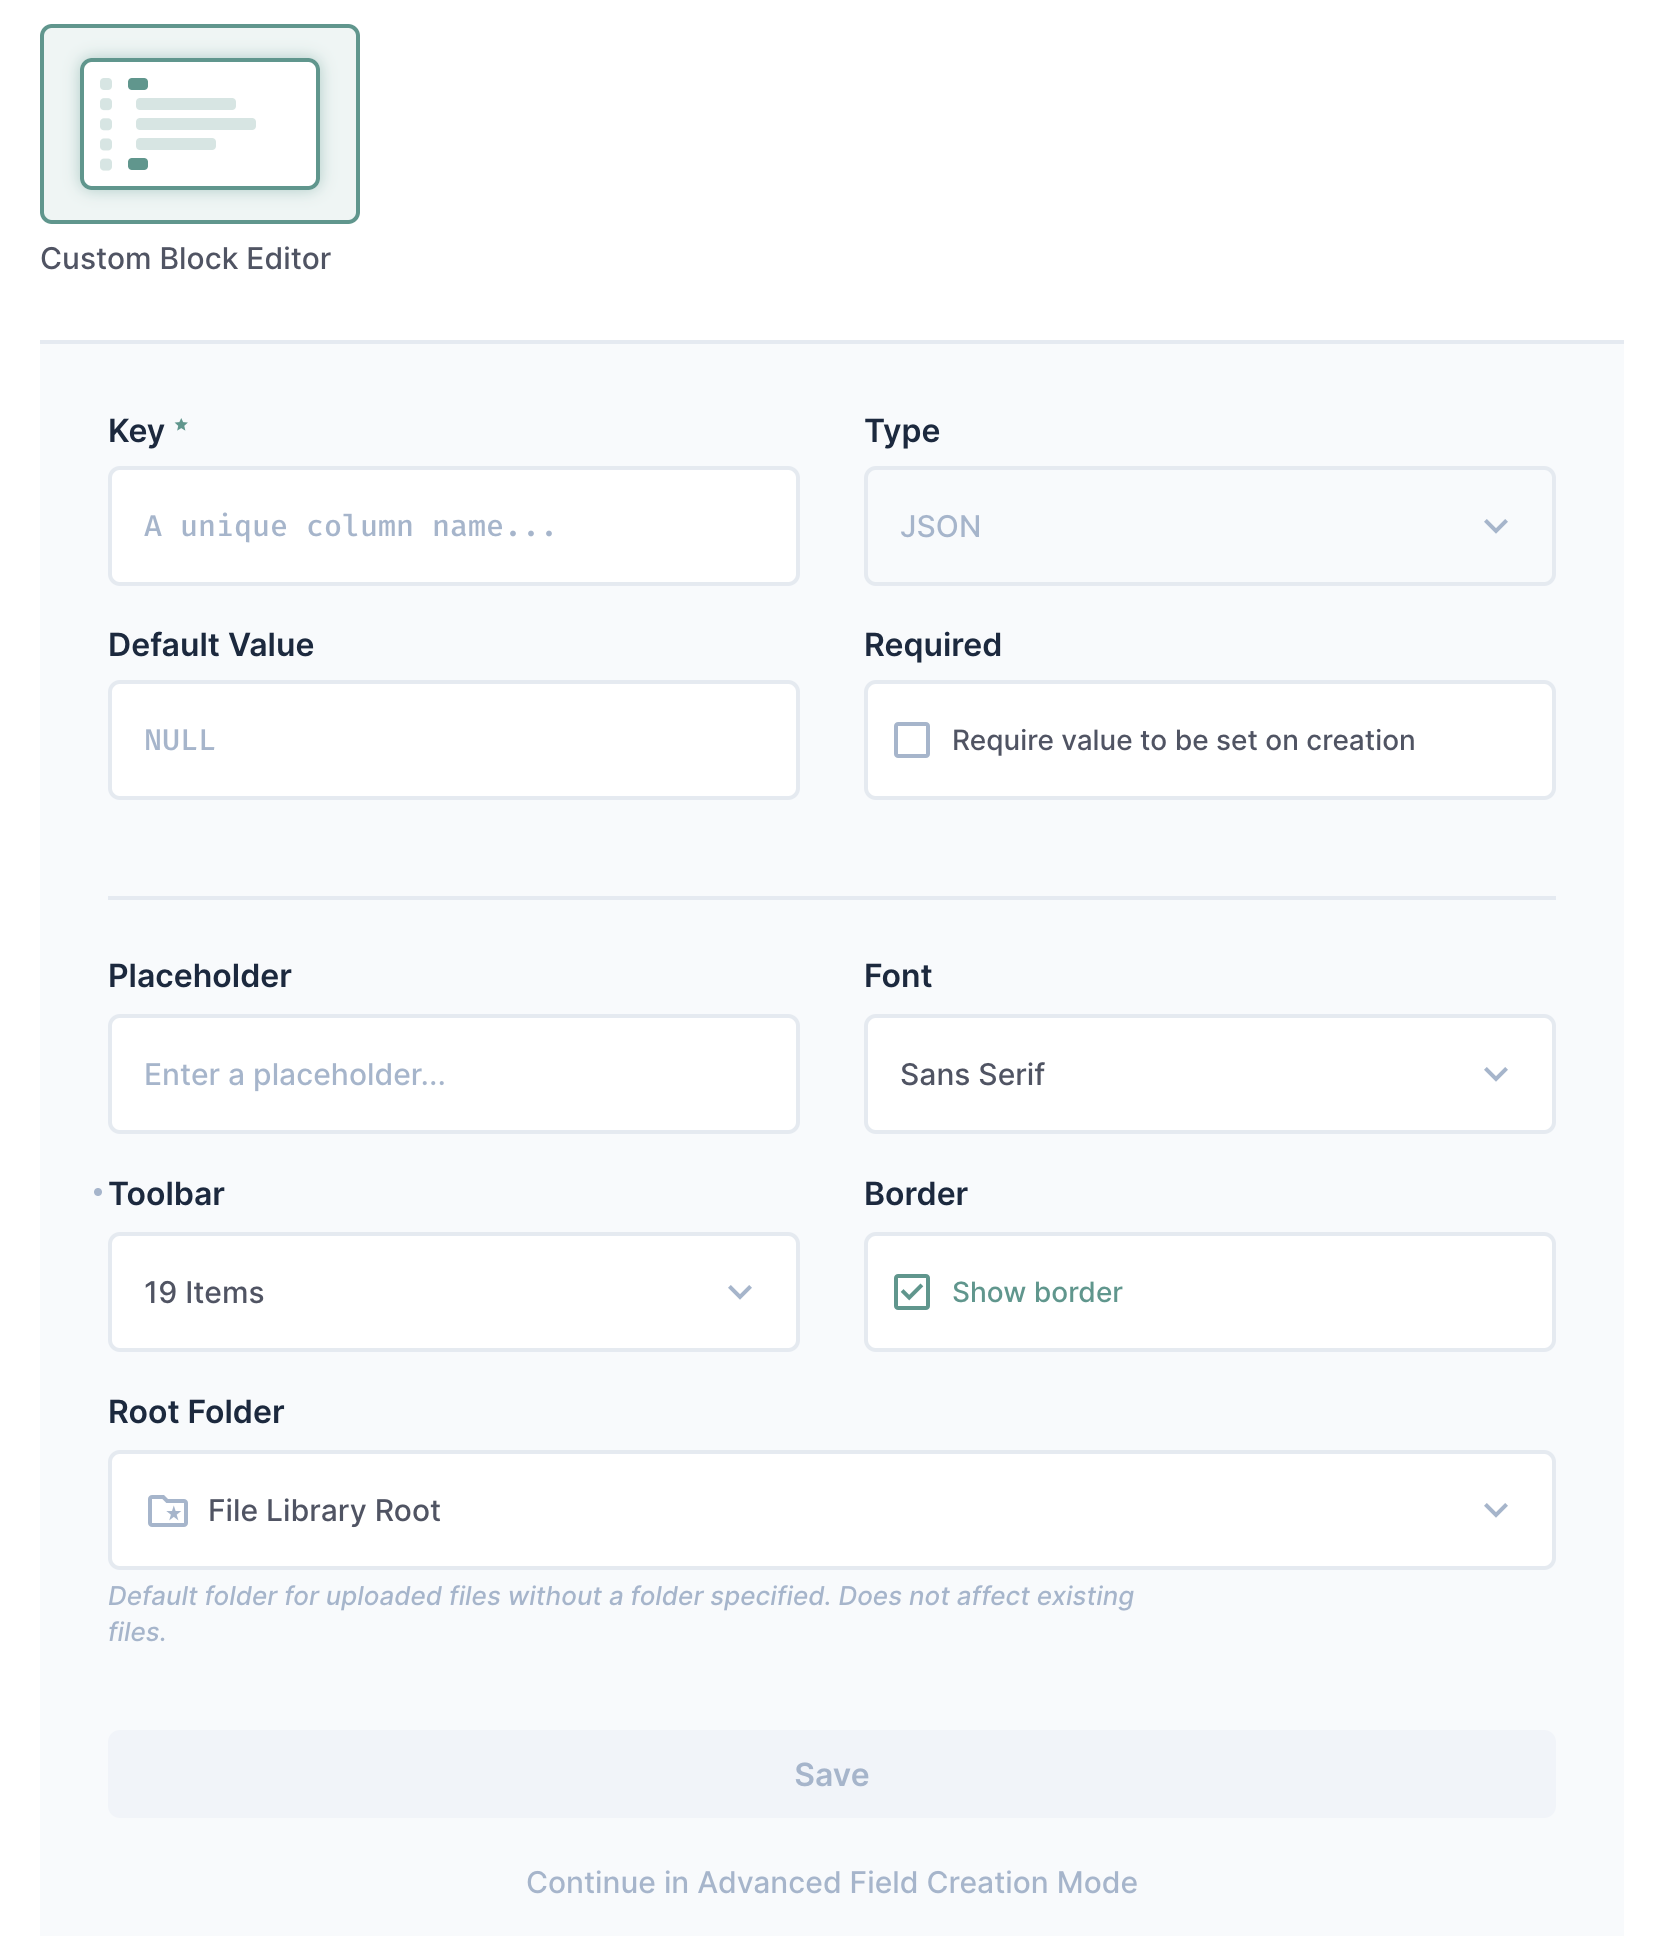 Custom Block Editor
Key *
Type
A unique column name...
JSON
Default Value
Required
NULL
Require value to be set on creation
Placeholder
Font
Enter a placeholder...
Sans Serif
Toolbar
Border
19 Items
Show border
Root Folder
File Library Root
Default folder for uploaded files without a folder specified. Does not affect existing
files.
Save
Continue in Advanced Field Creation Mode